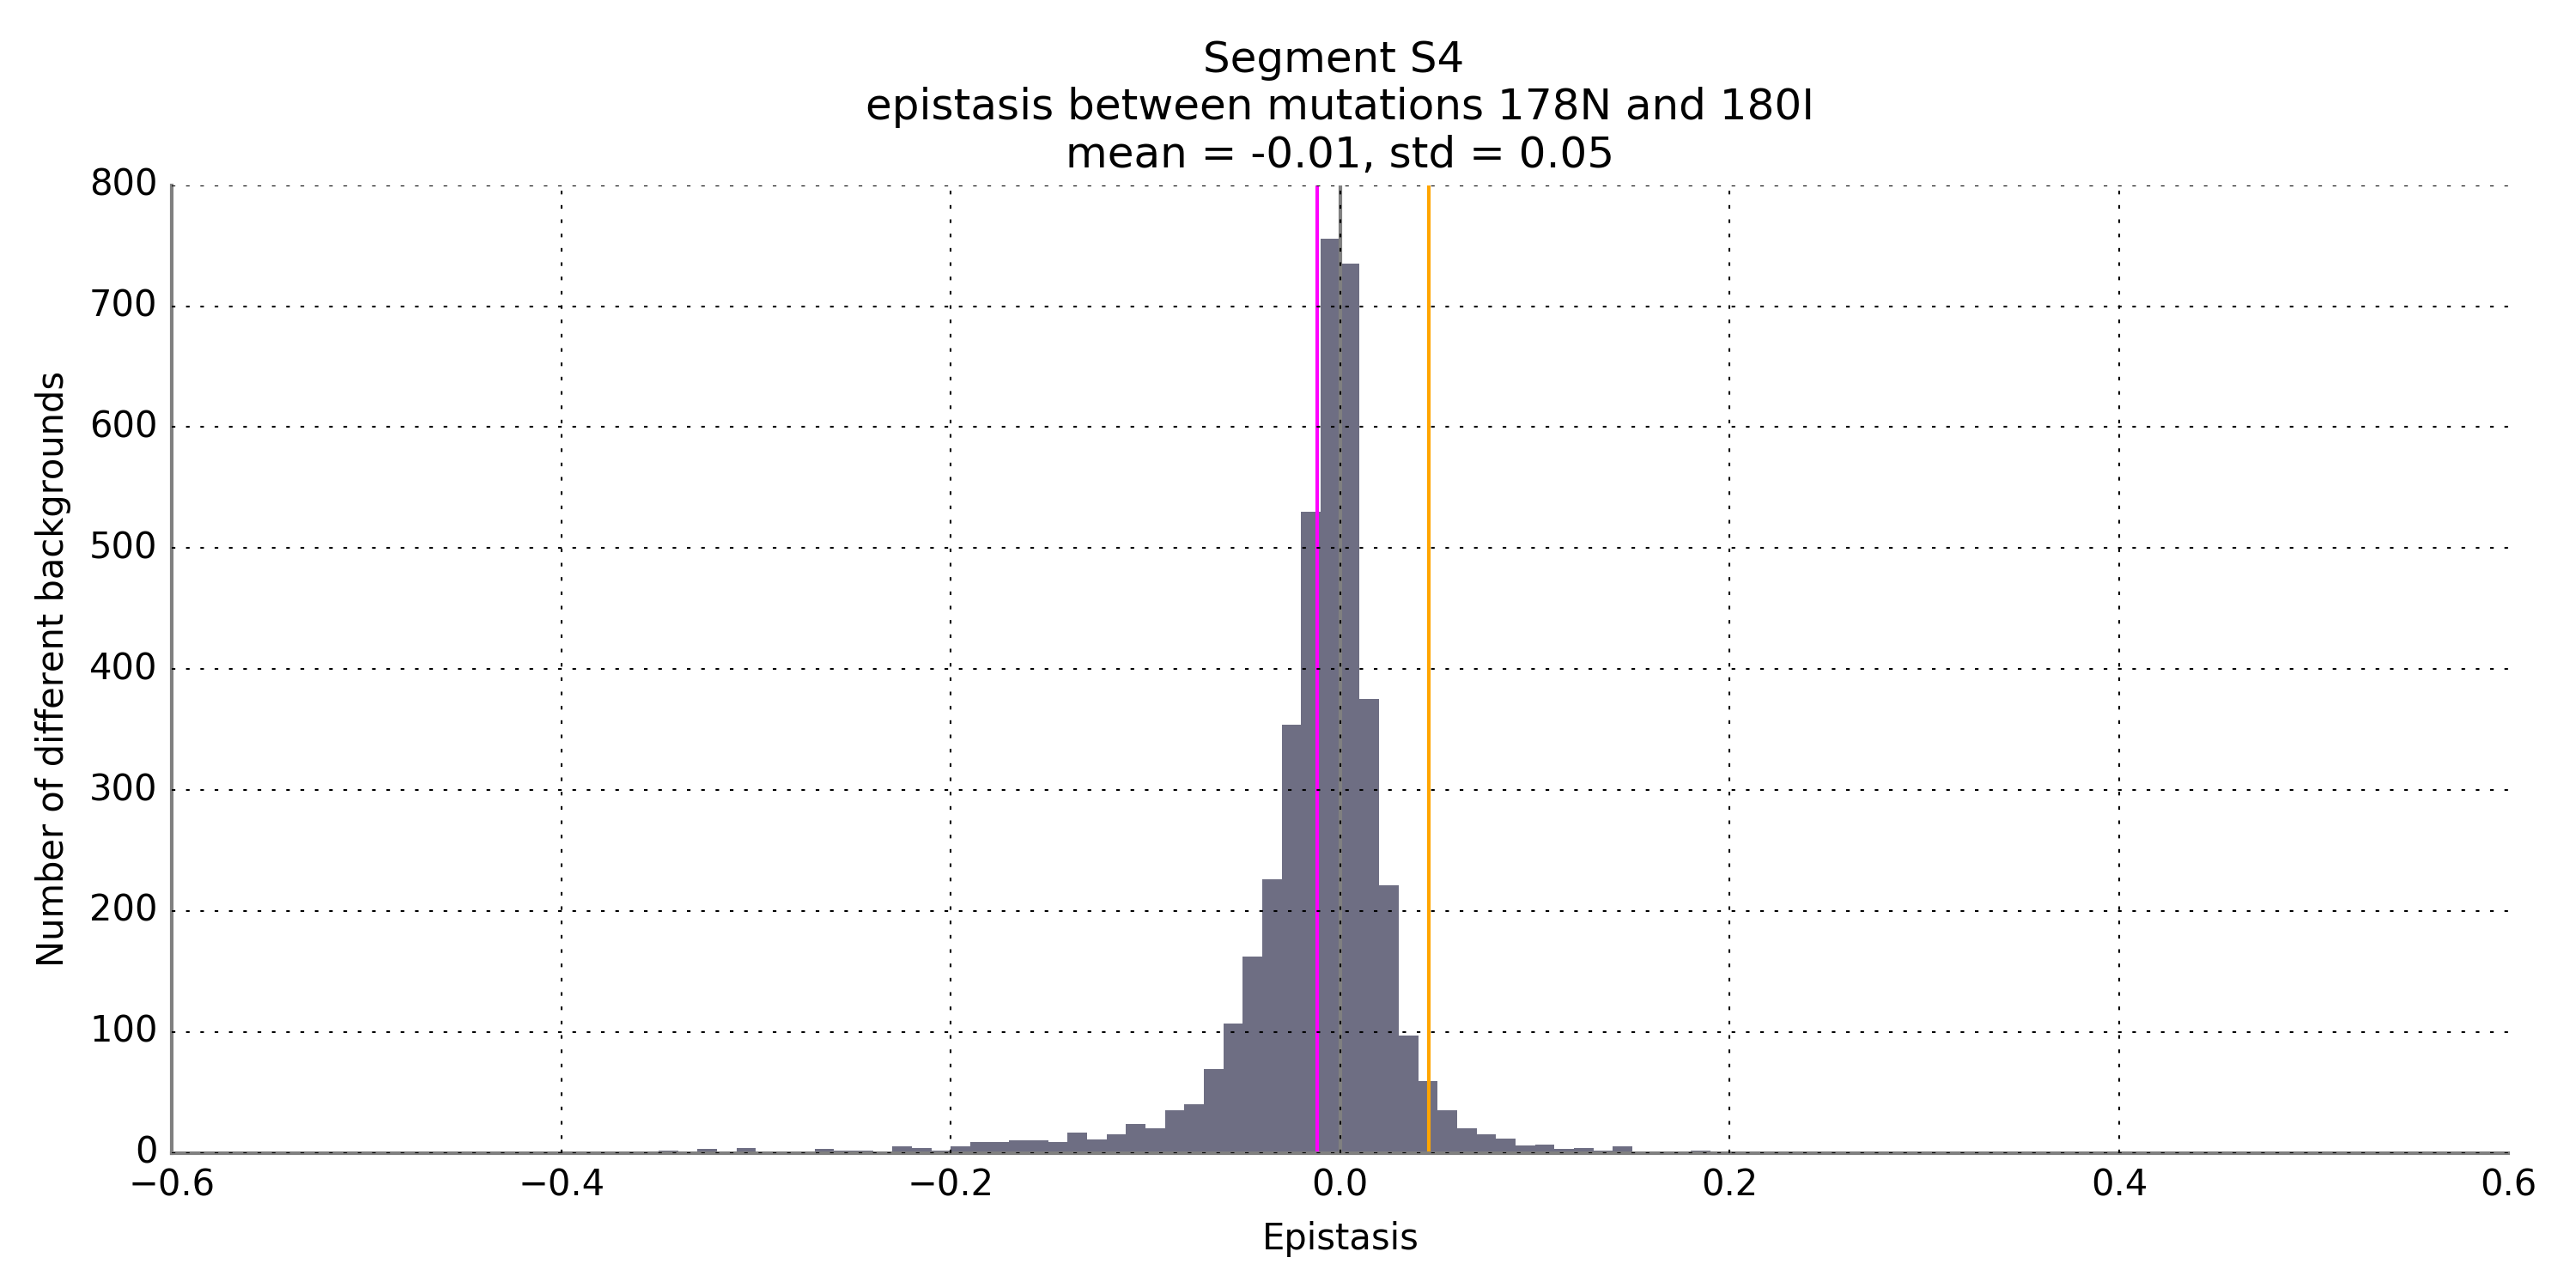 Segment S4
epistasis between mutations 178N and 180I
mean = -0.01, std = 0.05
Number of different backgrounds
800
700
600
500
400
300
200
100
0
−0.6 −0.4 −0.2 0.0 0.2 0.4 0.6
Epistasis